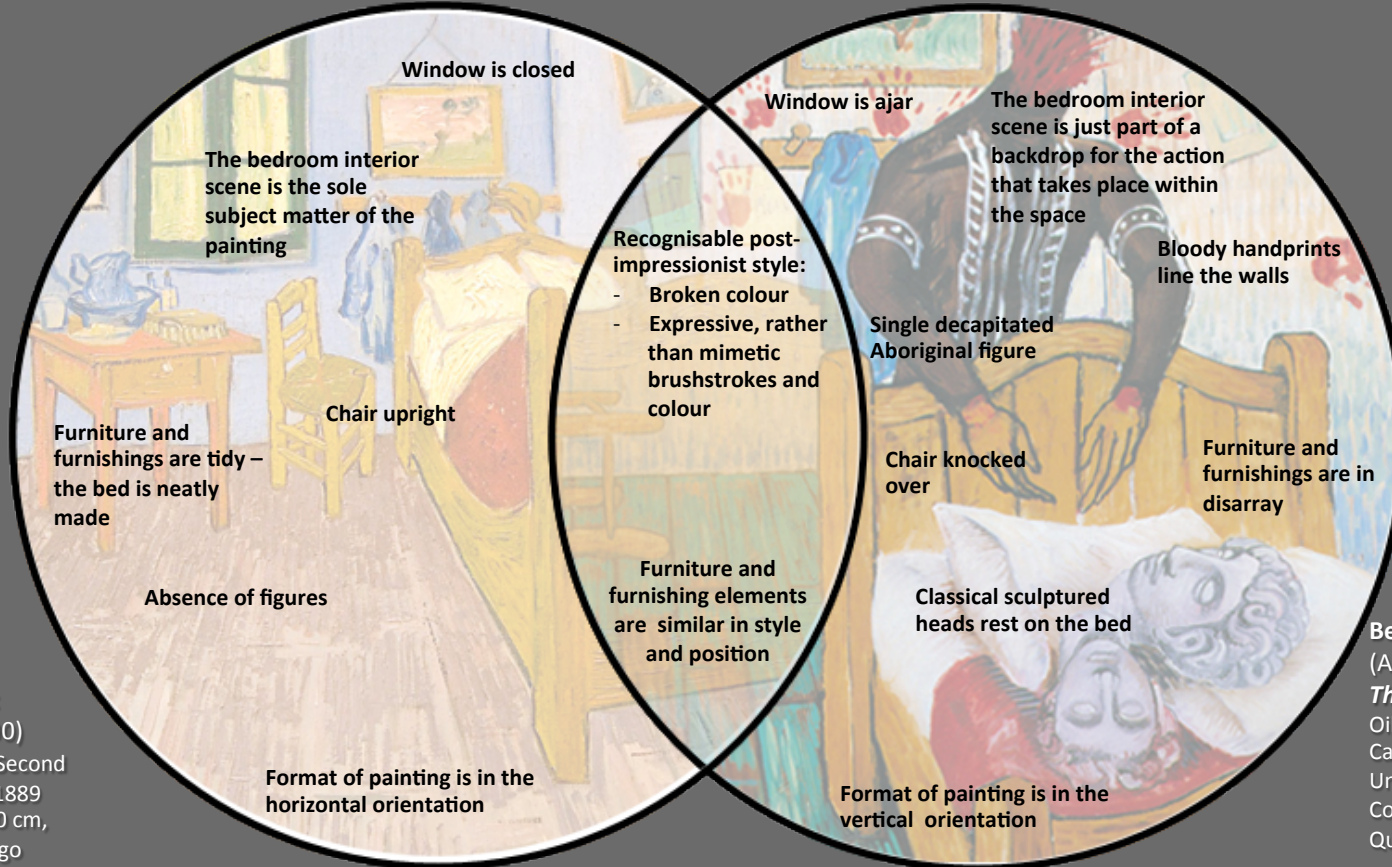 Window is closed
The bedroom interior
scene is the sole
subject matter of the
painting
Chair upright
Furniture and
furnishings are tidy –
the bed is neatly
made
Absence of figures
Format of painting is in the
horizontal orientation
Recognisable post-
impressionist style:
- Broken colour
- Expressive, rather
than mimetic
brushstrokes and
colour
Furniture and
furnishing elements
are similar in style
and position
Window is ajar
The bedroom interior
scene is just part of a
backdrop for the action
that takes place within
the space
Bloody handprints
line the walls
Single decapitated
Aboriginal figure
Chair knocked
over
Furniture and
furnishings are in
disarray
Classical sculptured
heads rest on the bed
Format of painting is in the
vertical orientation
0)
Second
1889
0 cm,
go
Be
(A
Th
Oi
Ca
Un
Co
Qu